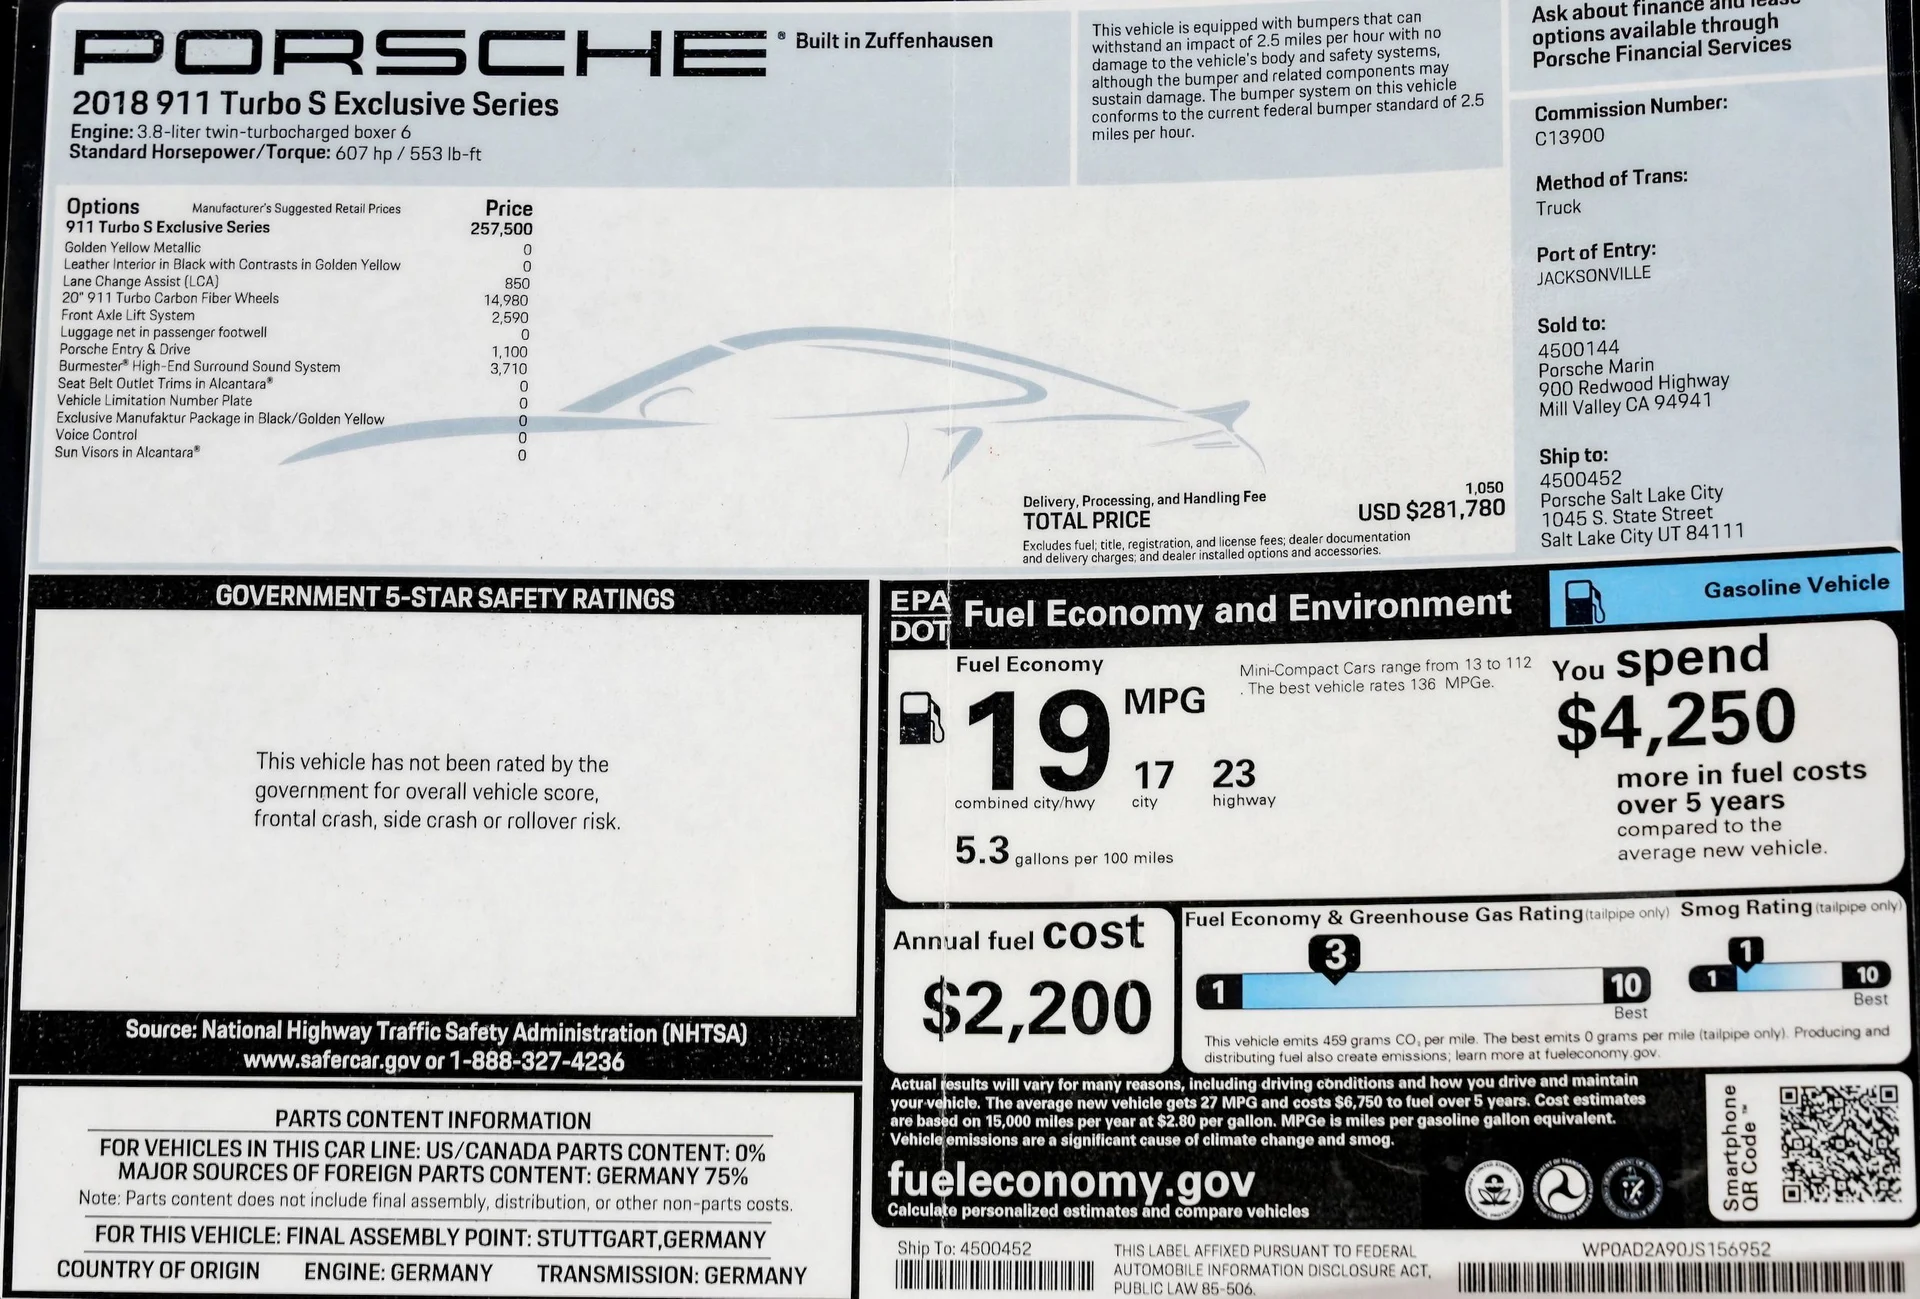 PORSCHE® Built in Zuffenhausen
2018 911 Turbo S Exclusive Series
Engine: 3.8-liter twin-turbocharged boxer 6
Standard Horsepower/Torque: 607 hp / 553 lb-ft
This vehicle is equipped with bumpers that can
withstand an impact of 2.5 miles per hour with no
damage to the vehicle's body and safety systems,
although the bumper and related components may
sustain damage. The bumper system on this vehicle
conforms to the current federal bumper standard of 2.5
miles per hour.
Ask about finance and lease
options available through
Porsche Financial Services
Commission Number:
C13900
Method of Trans:
Truck
Port of Entry:
JACKSONVILLE
Sold to:
4500144
Porsche Marin
900 Redwood Highway
Mill Valley CA 94941
Ship to:
4500452
Porsche Salt Lake City
1045 S. State Street
Salt Lake City UT 84111
Options Manufacturer's Suggested Retail Prices Price
911 Turbo S Exclusive Series 257,500
Golden Yellow Metallic 0
Leather Interior in Black with Contrasts in Golden Yellow 0
Lane Change Assist (LCA) 850
20" 911 Turbo Carbon Fiber Wheels 14,980
Front Axle Lift System 2,590
Luggage net in passenger footwell 0
Porsche Entry & Drive 1,100
Burmester® High-End Surround Sound System 3,710
Seat Belt Outlet Trims in Alcantara® 0
Vehicle Limitation Number Plate 0
Exclusive Manufaktur Package in Black/Golden Yellow 0
Voice Control 0
Sun Visors in Alcantara® 0
Delivery, Processing, and Handling Fee 1,050
TOTAL PRICE USD $281,780
Excludes fuel; title, registration, and license fees; dealer documentation
and delivery charges; and dealer installed options and accessories.
GOVERNMENT 5-STAR SAFETY RATINGS
This vehicle has not been rated by the
government for overall vehicle score,
frontal crash, side crash or rollover risk.
Source: National Highway Traffic Safety Administration (NHTSA)
www.safercar.gov or 1-888-327-4236
PARTS CONTENT INFORMATION
FOR VEHICLES IN THIS CAR LINE: US/CANADA PARTS CONTENT: 0%
MAJOR SOURCES OF FOREIGN PARTS CONTENT: GERMANY 75%
Note: Parts content does not include final assembly, distribution, or other non-parts costs.
FOR THIS VEHICLE: FINAL ASSEMBLY POINT: STUTTGART,GERMANY
COUNTRY OF ORIGIN ENGINE: GERMANY TRANSMISSION: GERMANY
EPA
DOT
Fuel Economy and Environment
Gasoline Vehicle
Fuel Economy
19 MPG
combined city/hwy
17
city
23
highway
5.3 gallons per 100 miles
Mini-Compact Cars range from 13 to 112
. The best vehicle rates 136 MPGe.
You spend
$4,250
more in fuel costs
over 5 years
compared to the
average new vehicle.
Annual fuel cost
$2,200
Fuel Economy & Greenhouse Gas Rating (tailpipe only)
3
1 10
Best
Smog Rating (tailpipe only)
1
1 10
Best
This vehicle emits 459 grams CO₂ per mile. The best emits 0 grams per mile (tailpipe only). Producing and
distributing fuel also create emissions; learn more at fueleconomy.gov.
Actual results will vary for many reasons, including driving conditions and how you drive and maintain
your vehicle. The average new vehicle gets 27 MPG and costs $6,750 to fuel over 5 years. Cost estimates
are based on 15,000 miles per year at $2.80 per gallon. MPGe is miles per gasoline gallon equivalent.
Vehicle emissions are a significant cause of climate change and smog.
fueleconomy.gov
Calculate personalized estimates and compare vehicles
Smartphone
QR Code™
Ship To: 4500452
THIS LABEL AFFIXED PURSUANT TO FEDERAL
AUTOMOBILE INFORMATION DISCLOSURE ACT,
PUBLIC LAW 85-506.
WP0AD2A90JS156952